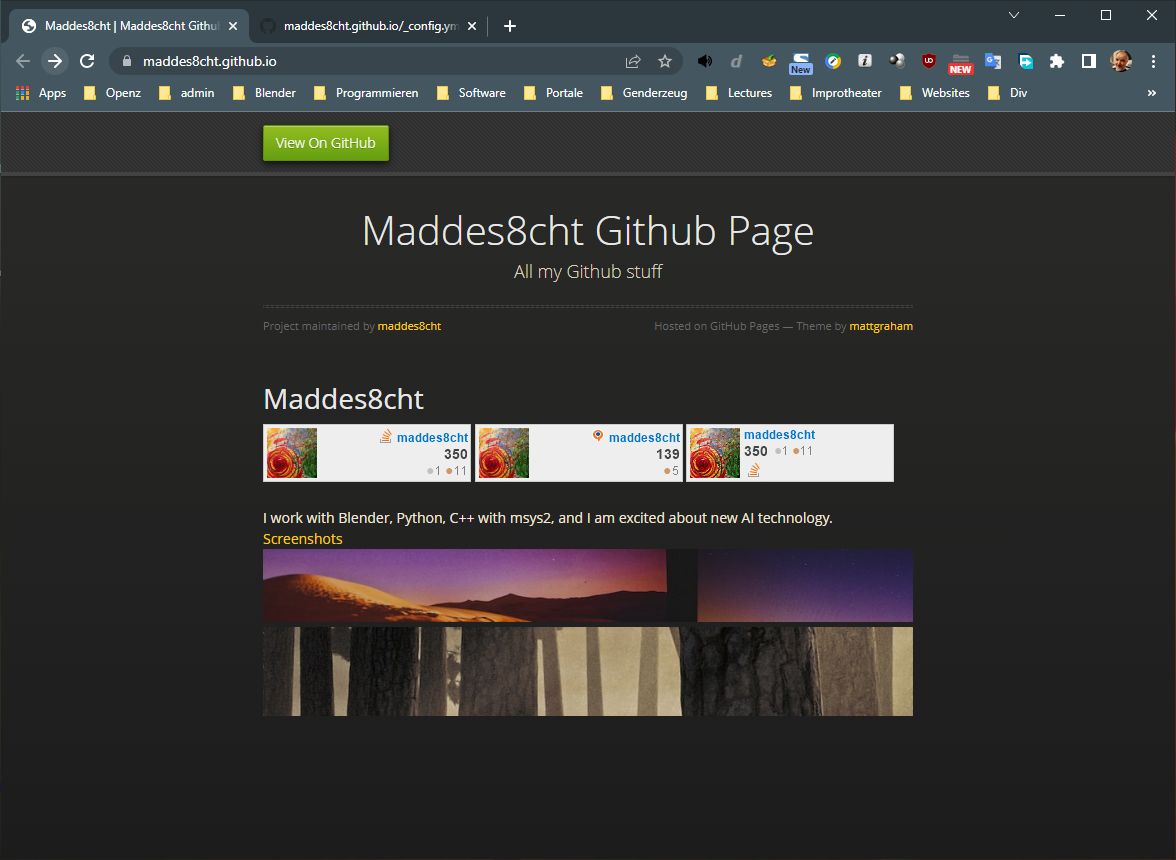 Maddes8cht | Maddes8cht Githu
maddes8cht.github.io/_config.ym
maddes8cht.github.io
New
NEW
Apps
Openz
admin
Blender
Programmieren
Software
Portale
Genderzeug
Lectures
Improtheater
Websites
Div
View On GitHub
Maddes8cht Github Page
All my Github stuff
Project maintained by maddes8cht
Hosted on GitHub Pages — Theme by mattgraham
Maddes8cht
maddes8cht
350
1 11
maddes8cht
139
5
maddes8cht
350 1 11
I work with Blender, Python, C++ with msys2, and I am excited about new AI technology.
Screenshots